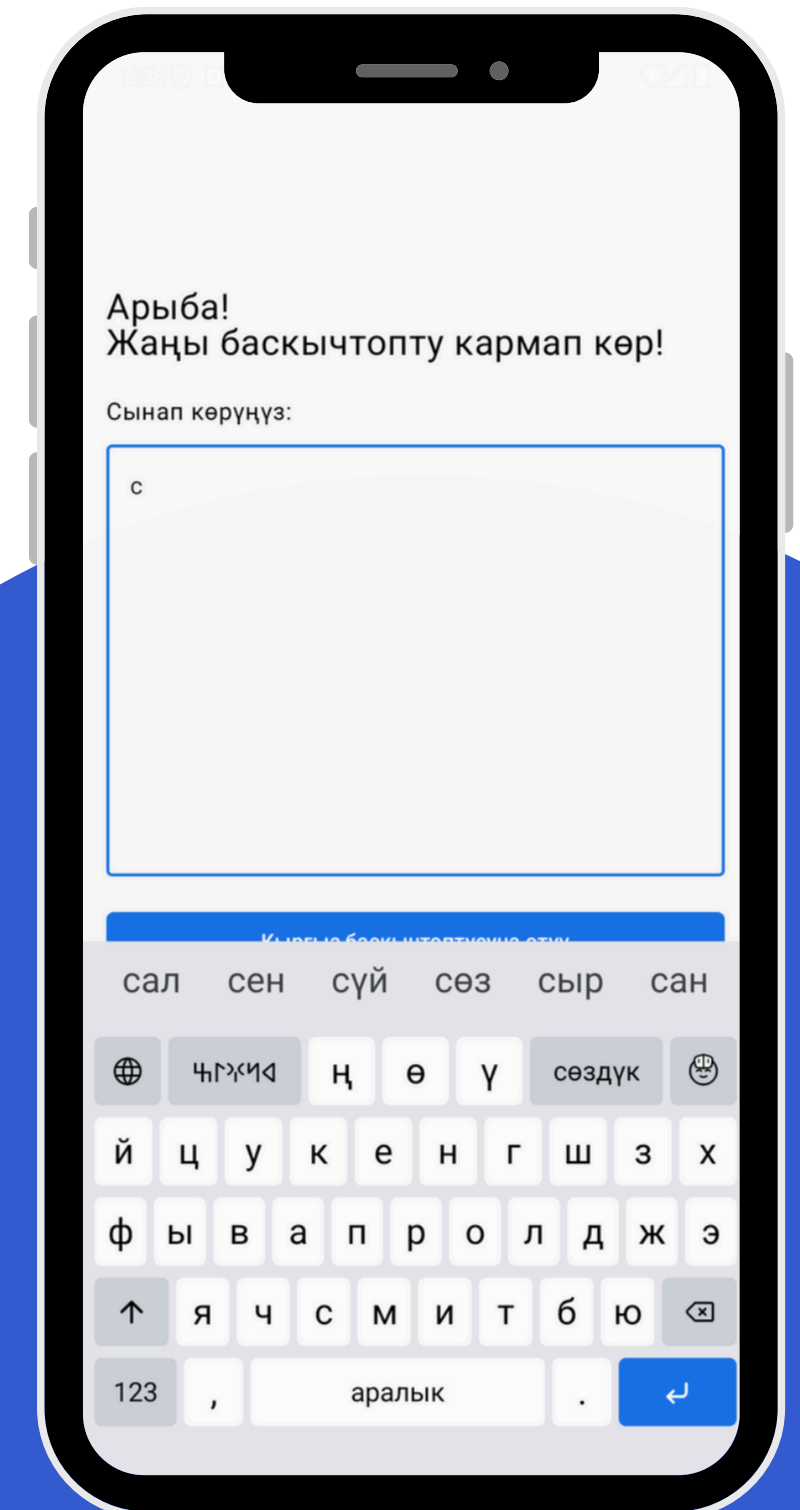 Арыба!
Жаңы баскычтопту кармап көр!
Сынап көрүңүз:
с
сал сен сүй сөз сыр сан
ң ө ү сөздүк
й ц у к е н г ш з х
ф ы в а п р о л д ж э
я ч с м и т б ю
123 , аралык .